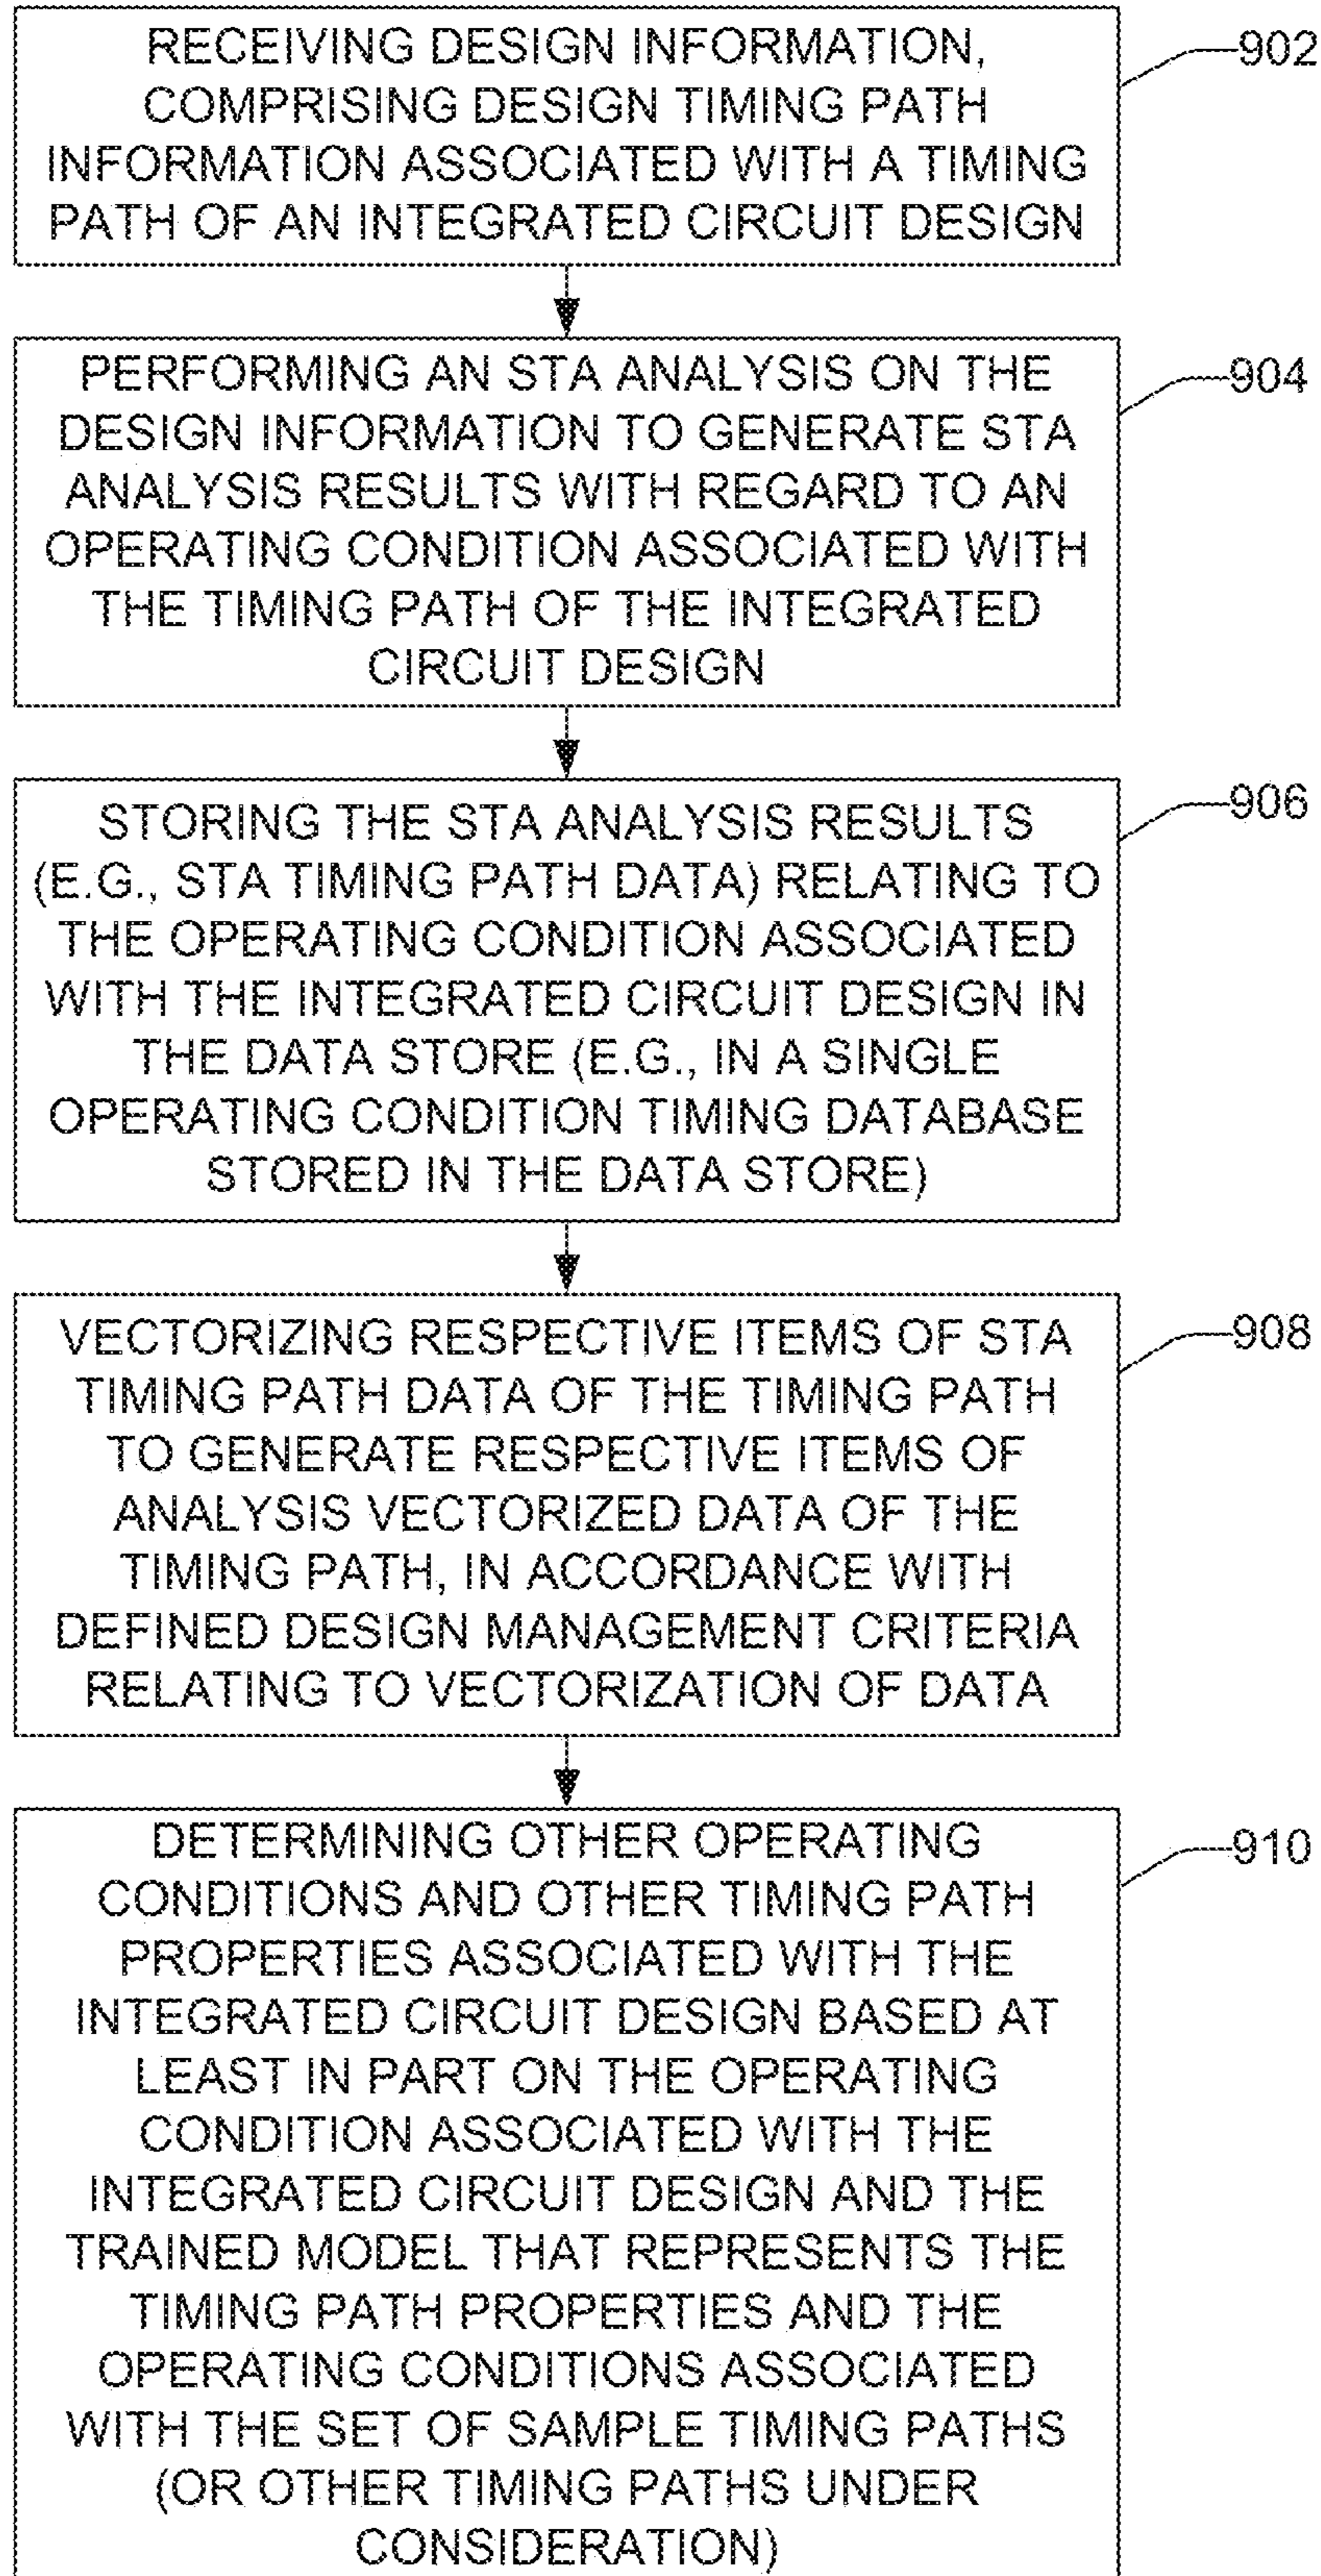 RECEIVING DESIGN INFORMATION,
COMPRISING DESIGN TIMING PATH
INFORMATION ASSOCIATED WITH A TIMING
PATH OF AN INTEGRATED CIRCUIT DESIGN
902
PERFORMING AN STA ANALYSIS ON THE
DESIGN INFORMATION TO GENERATE STA
ANALYSIS RESULTS WITH REGARD TO AN
OPERATING CONDITION ASSOCIATED WITH
THE TIMING PATH OF THE INTEGRATED
CIRCUIT DESIGN
904
STORING THE STA ANALYSIS RESULTS
(E.G., STA TIMING PATH DATA) RELATING TO
THE OPERATING CONDITION ASSOCIATED
WITH THE INTEGRATED CIRCUIT DESIGN IN
THE DATA STORE (E.G., IN A SINGLE
OPERATING CONDITION TIMING DATABASE
STORED IN THE DATA STORE)
906
VECTORIZING RESPECTIVE ITEMS OF STA
TIMING PATH DATA OF THE TIMING PATH
TO GENERATE RESPECTIVE ITEMS OF
ANALYSIS VECTORIZED DATA OF THE
TIMING PATH, IN ACCORDANCE WITH
DEFINED DESIGN MANAGEMENT CRITERIA
RELATING TO VECTORIZATION OF DATA
908
DETERMINING OTHER OPERATING
CONDITIONS AND OTHER TIMING PATH
PROPERTIES ASSOCIATED WITH THE
INTEGRATED CIRCUIT DESIGN BASED AT
LEAST IN PART ON THE OPERATING
CONDITION ASSOCIATED WITH THE
INTEGRATED CIRCUIT DESIGN AND THE
TRAINED MODEL THAT REPRESENTS THE
TIMING PATH PROPERTIES AND THE
OPERATING CONDITIONS ASSOCIATED
WITH THE SET OF SAMPLE TIMING PATHS
(OR OTHER TIMING PATHS UNDER
CONSIDERATION)
910